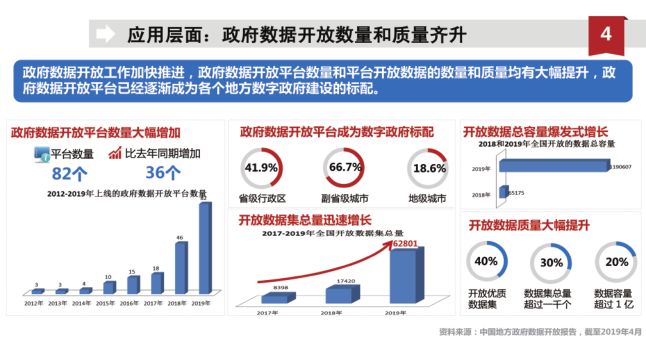 应用层面：政府数据开放数量和质量齐升
4
政府数据开放工作加快推进，政府数据开放平台数量和平台开放数据的数量和质量均有大幅提升，政
府数据开放平台已经逐渐成为各个地方数字政府建设的标配。
政府数据开放平台数量大幅增加
平台数量
比去年同期增加
82个
36个
2012-2019年上线的政府数据开放平台数量
3
3
4
10
15
18
46
82
2012年
2013年
2014年
2015年
2016年
2017年
2018年
2019年
政府数据开放平台成为数字政府标配
41.9%
66.7%
18.6%
省级行政区
副省级城市
地级城市
开放数据集总量迅速增长
2017-2019年全国开放数据集总量
8398
17420
62801
2017年
2018年
2019年
开放数据总容量爆发式增长
2018和2019年全国开放的数据总容量
2019年
1190607
2018年
65175
开放数据质量大幅提升
40%
30%
20%
开放优质
数据集
数据集总量
超过一千个
数据容量
超过 1 亿
资料来源：中国地方政府数据开放报告，截至2019年4月